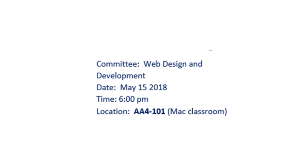 Committee: Web Design and
Development
Date: May 15 2018
Time: 6:00 pm
Location: AA4-101 (Mac classroom)